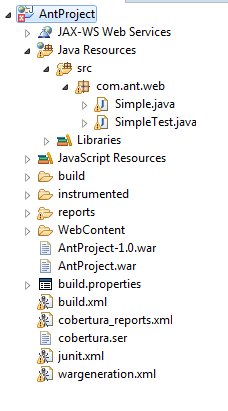 AntProject
JAX-WS Web Services
Java Resources
src
com.ant.web
Simple.java
SimpleTest.java
Libraries
JavaScript Resources
build
instrumented
reports
WebContent
AntProject-1.0.war
AntProject.war
build.properties
build.xml
cobertura_reports.xml
cobertura.ser
junit.xml
wargeneration.xml